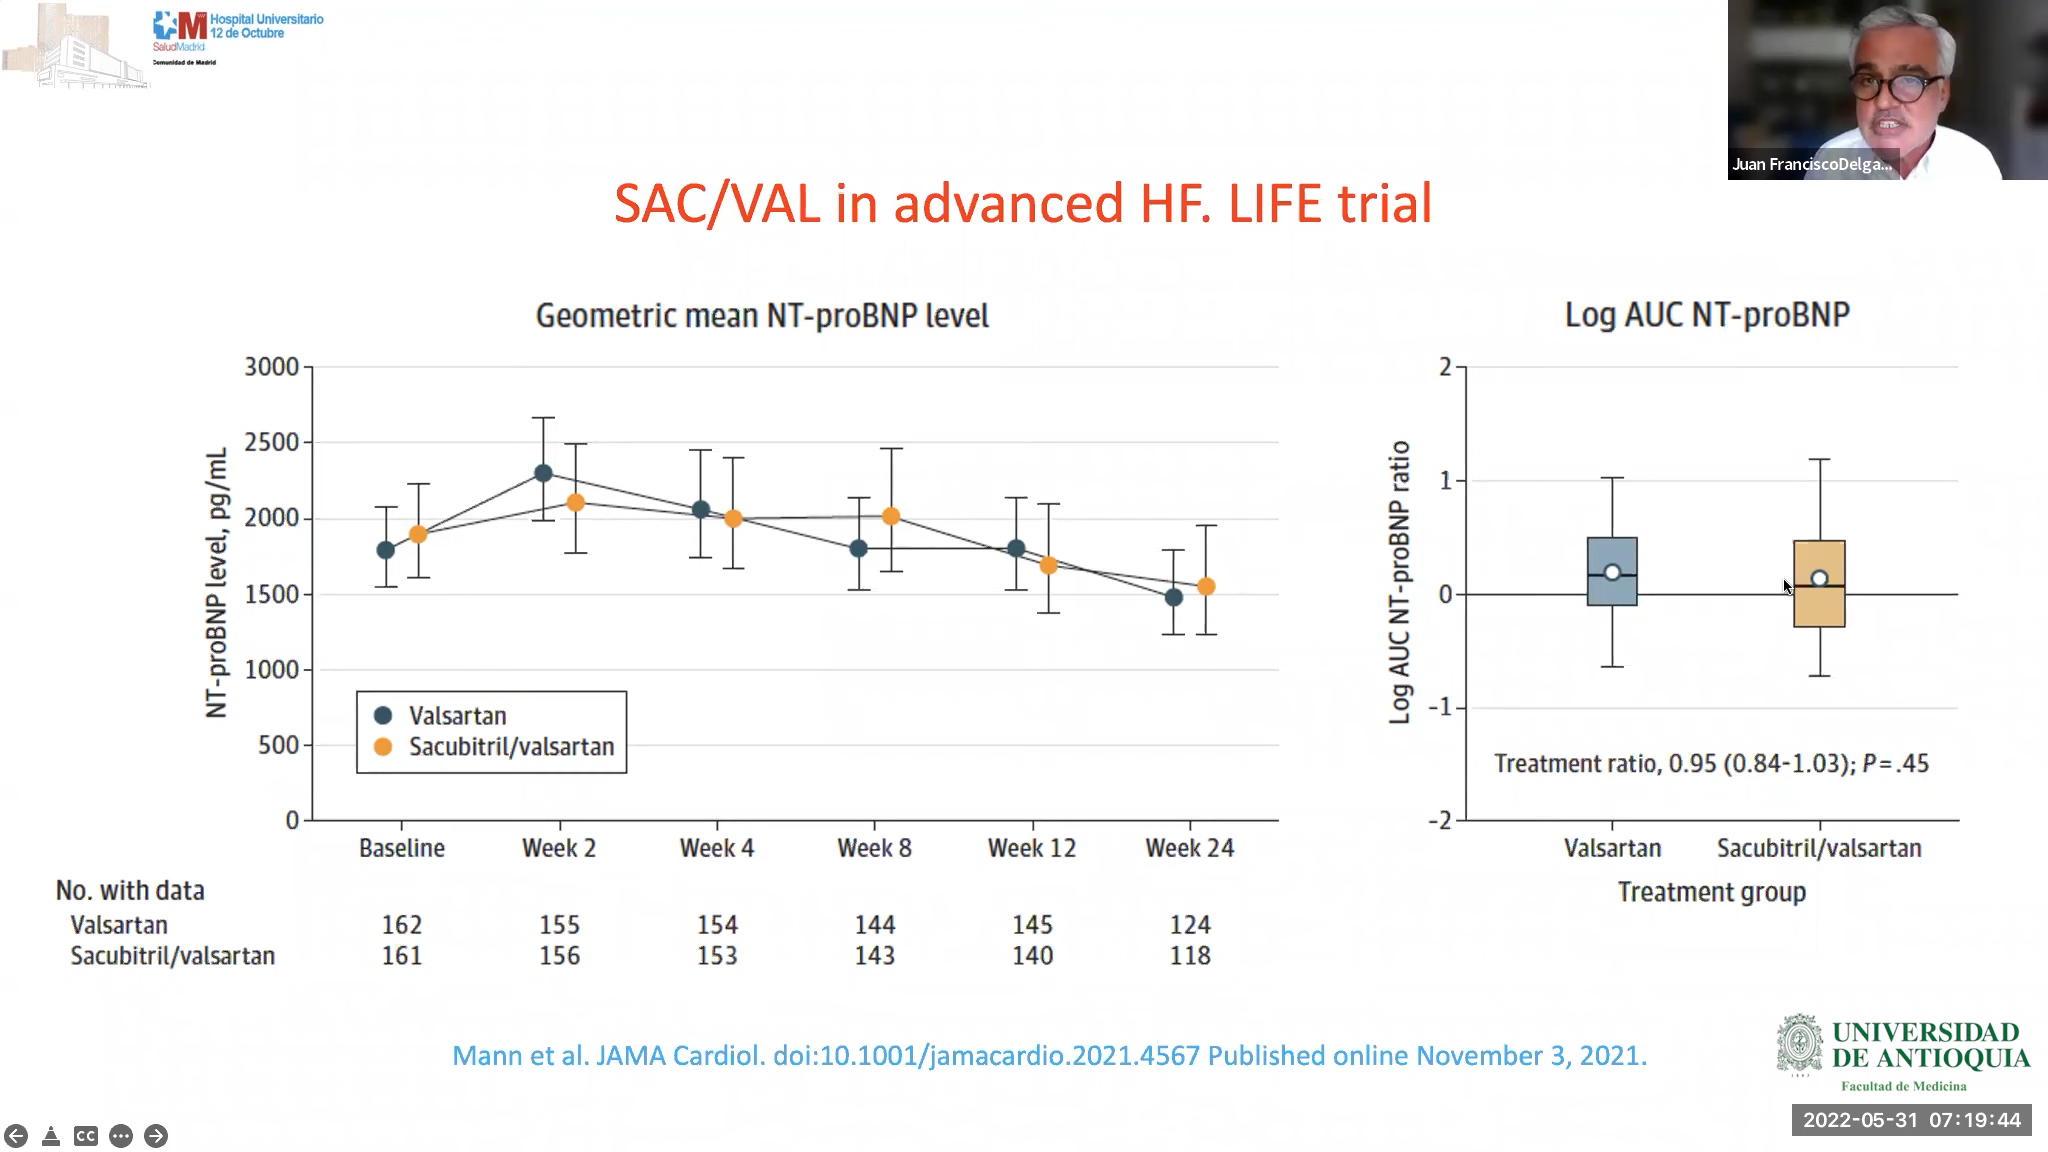 Hospital Universitario
12 de Octubre
SaludMadrid
Comunidad de Madrid
Juan FranciscoDelga...
SAC/VAL in advanced HF. LIFE trial
Geometric mean NT-proBNP level
NT-proBNP level, pg/mL
3000
2500
2000
1500
1000
500
0
Valsartan
Sacubitril/valsartan
Baseline Week 2 Week 4 Week 8 Week 12 Week 24
No. with data
Valsartan 162 155 154 144 145 124
Sacubitril/valsartan 161 156 153 143 140 118
Log AUC NT-proBNP
Log AUC NT-proBNP ratio
2
1
0
-1
-2
Treatment ratio, 0.95 (0.84-1.03); P=.45
Valsartan Sacubitril/valsartan
Treatment group
Mann et al. JAMA Cardiol. doi:10.1001/jamacardio.2021.4567 Published online November 3, 2021.
UNIVERSIDAD
DE ANTIOQUIA
Facultad de Medicina
CC
2022-05-31 07:19:44